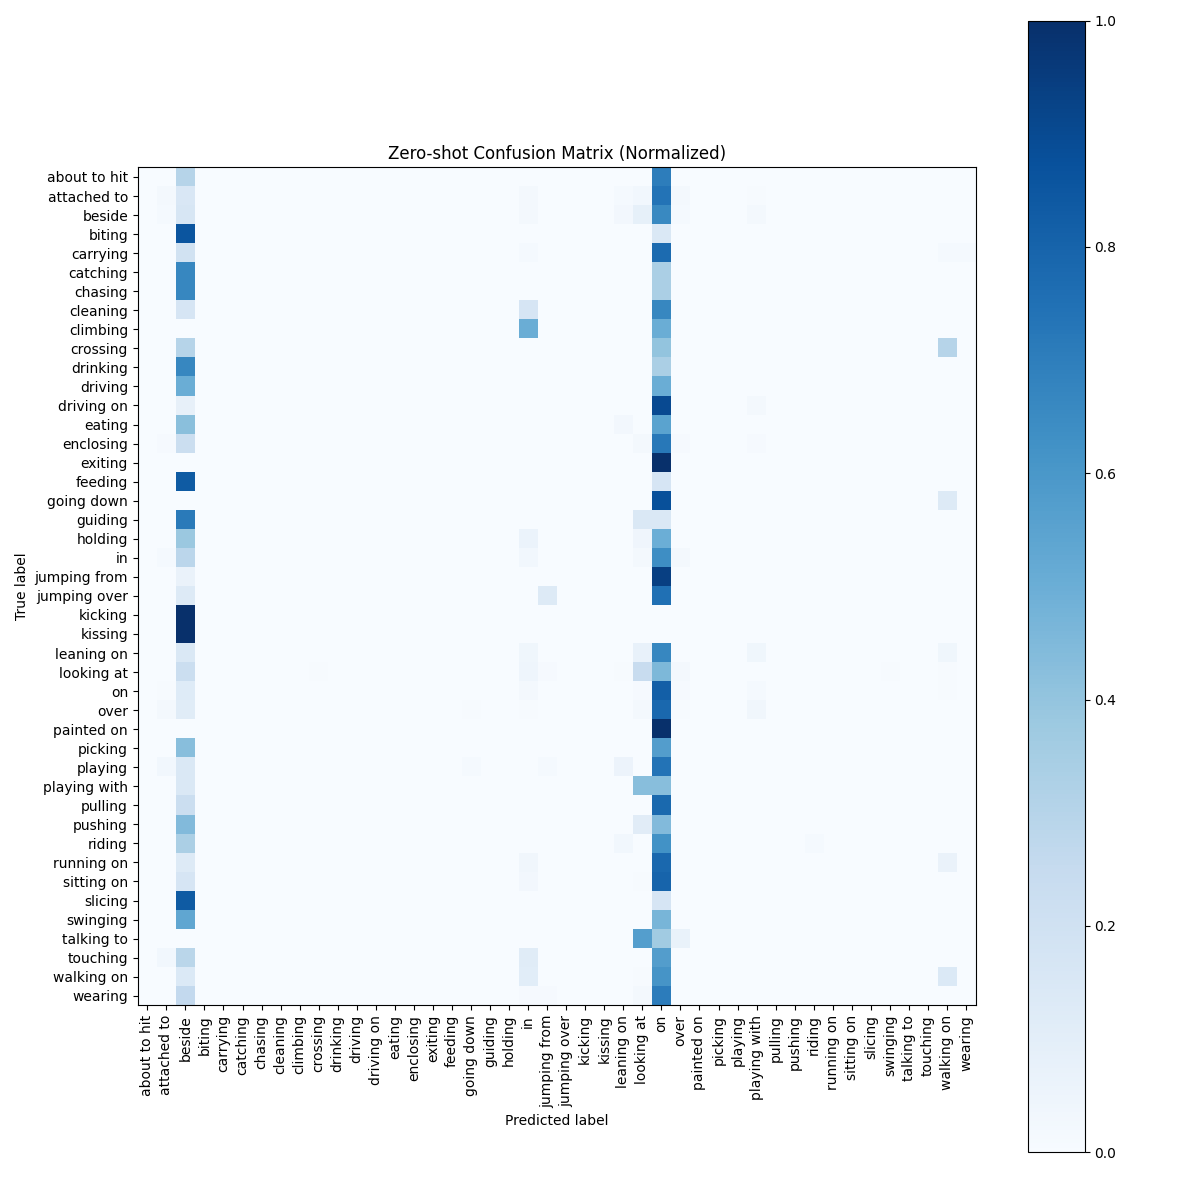 Zero-shot Confusion Matrix (Normalized)
True label
about to hit
attached to
beside
biting
carrying
catching
chasing
cleaning
climbing
crossing
drinking
driving
driving on
eating
enclosing
exiting
feeding
going down
guiding
holding
in
jumping from
jumping over
kicking
kissing
leaning on
looking at
on
over
painted on
picking
playing
playing with
pulling
pushing
riding
running on
sitting on
slicing
swinging
talking to
touching
walking on
wearing
about to hit
attached to
beside
biting
carrying
catching
chasing
cleaning
climbing
crossing
drinking
driving
driving on
eating
enclosing
exiting
feeding
going down
guiding
holding
in
jumping from
jumping over
kicking
kissing
leaning on
looking at
on
over
painted on
picking
playing
playing with
pulling
pushing
riding
running on
sitting on
slicing
swinging
talking to
touching
walking on
wearing
Predicted label
1.0
0.8
0.6
0.4
0.2
0.0